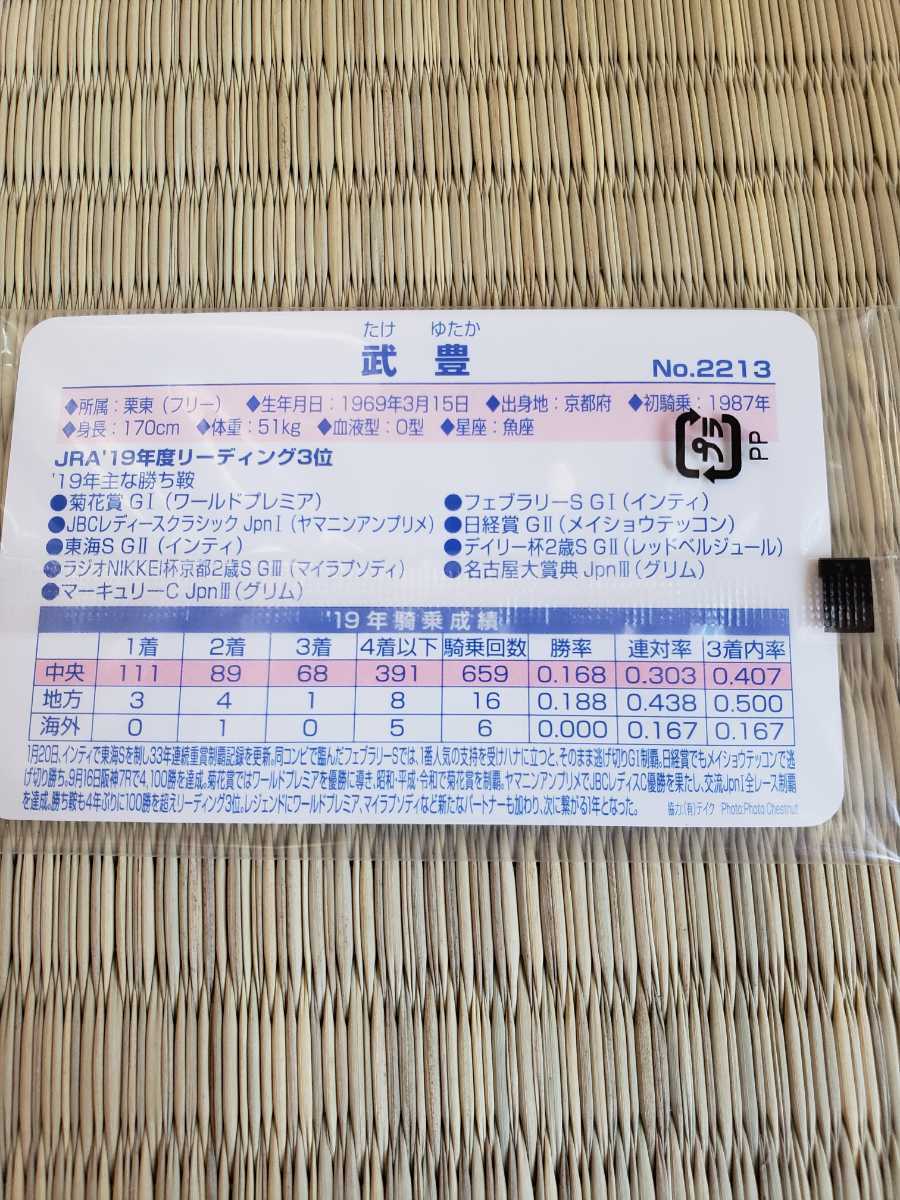 たけ ゆたか
武 豊 No.2213
◆所属：栗東（フリー） ◆生年月日：1969年3月15日 ◆出身地：京都府 ◆初騎乗：1987年
◆身長：170cm ◆体重：51kg ◆血液型：O型 ◆星座：魚座
プラ PP
JRA'19年度リーディング3位
'19年主な勝ち鞍
●菊花賞 GⅠ（ワールドプレミア） ●フェブラリーS GⅠ（インティ）
●JBCレディースクラシック JpnⅠ（ヤマニンアンプリメ） ●日経賞 GⅡ（メイショウテッコン）
●東海S GⅡ（インティ） ●デイリー杯2歳S GⅡ（レッドベルジュール）
●ラジオNIKKEI杯京都2歳S GⅢ（マイラプソディ） ●名古屋大賞典 JpnⅢ（グリム）
●マーキュリーC JpnⅢ（グリム）
'19年騎乗成績
1着 2着 3着 4着以下 騎乗回数 勝率 連対率 3着内率
中央 111 89 68 391 659 0.168 0.303 0.407
地方 3 4 1 8 16 0.188 0.438 0.500
海外 0 1 0 5 6 0.000 0.167 0.167
1月20日、インティで東海Sを制し、33年連続重賞制覇記録を更新。同コンビで臨んだフェブラリーSでは、1番人気の支持を受けハナに立つと、そのまま逃げ切りGⅠ制覇。日経賞でもメイショウテッコンで逃
げ切り勝ち。9月16日阪神7Rで4,100勝を達成。菊花賞ではワールドプレミアを優勝に導き、昭和・平成・令和で菊花賞を制覇。ヤマニンアンプリメでJBCレディスC優勝を果たし、交流JpnⅠ全レース制覇
を達成。勝ち鞍も4年ぶりに100勝を超えリーディング3位。レジェンドにワールドプレミア、マイラプソディなど新たなパートナーも加わり、次に繋がる1年となった。 協力：(有)テイク Photo:Photo Chestnut